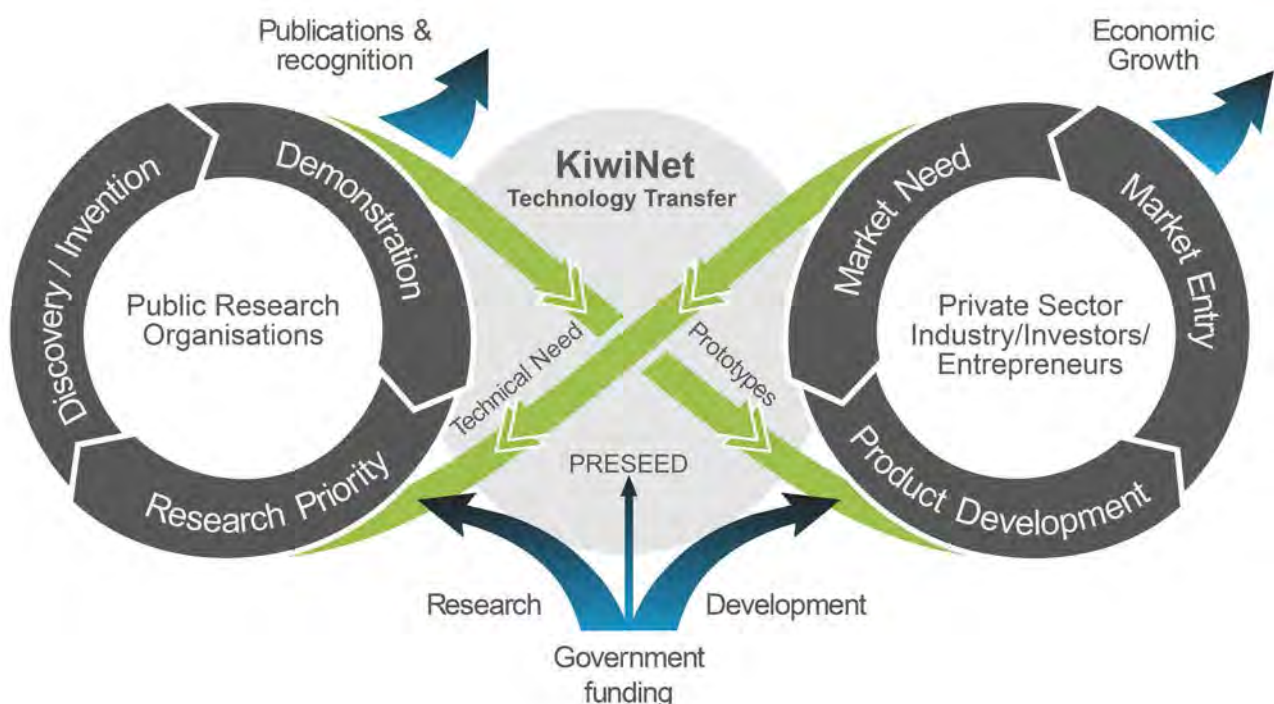 Publications &
recognition
Economic
Growth
KiwiNet
Technology Transfer
Discovery / Invention
Demonstration
Research Priority
Public Research
Organisations
Market Need
Market Entry
Product Development
Private Sector
Industry/Investors/
Entrepreneurs
Technical Need
Prototypes
PRESEED
Research
Development
Government
funding